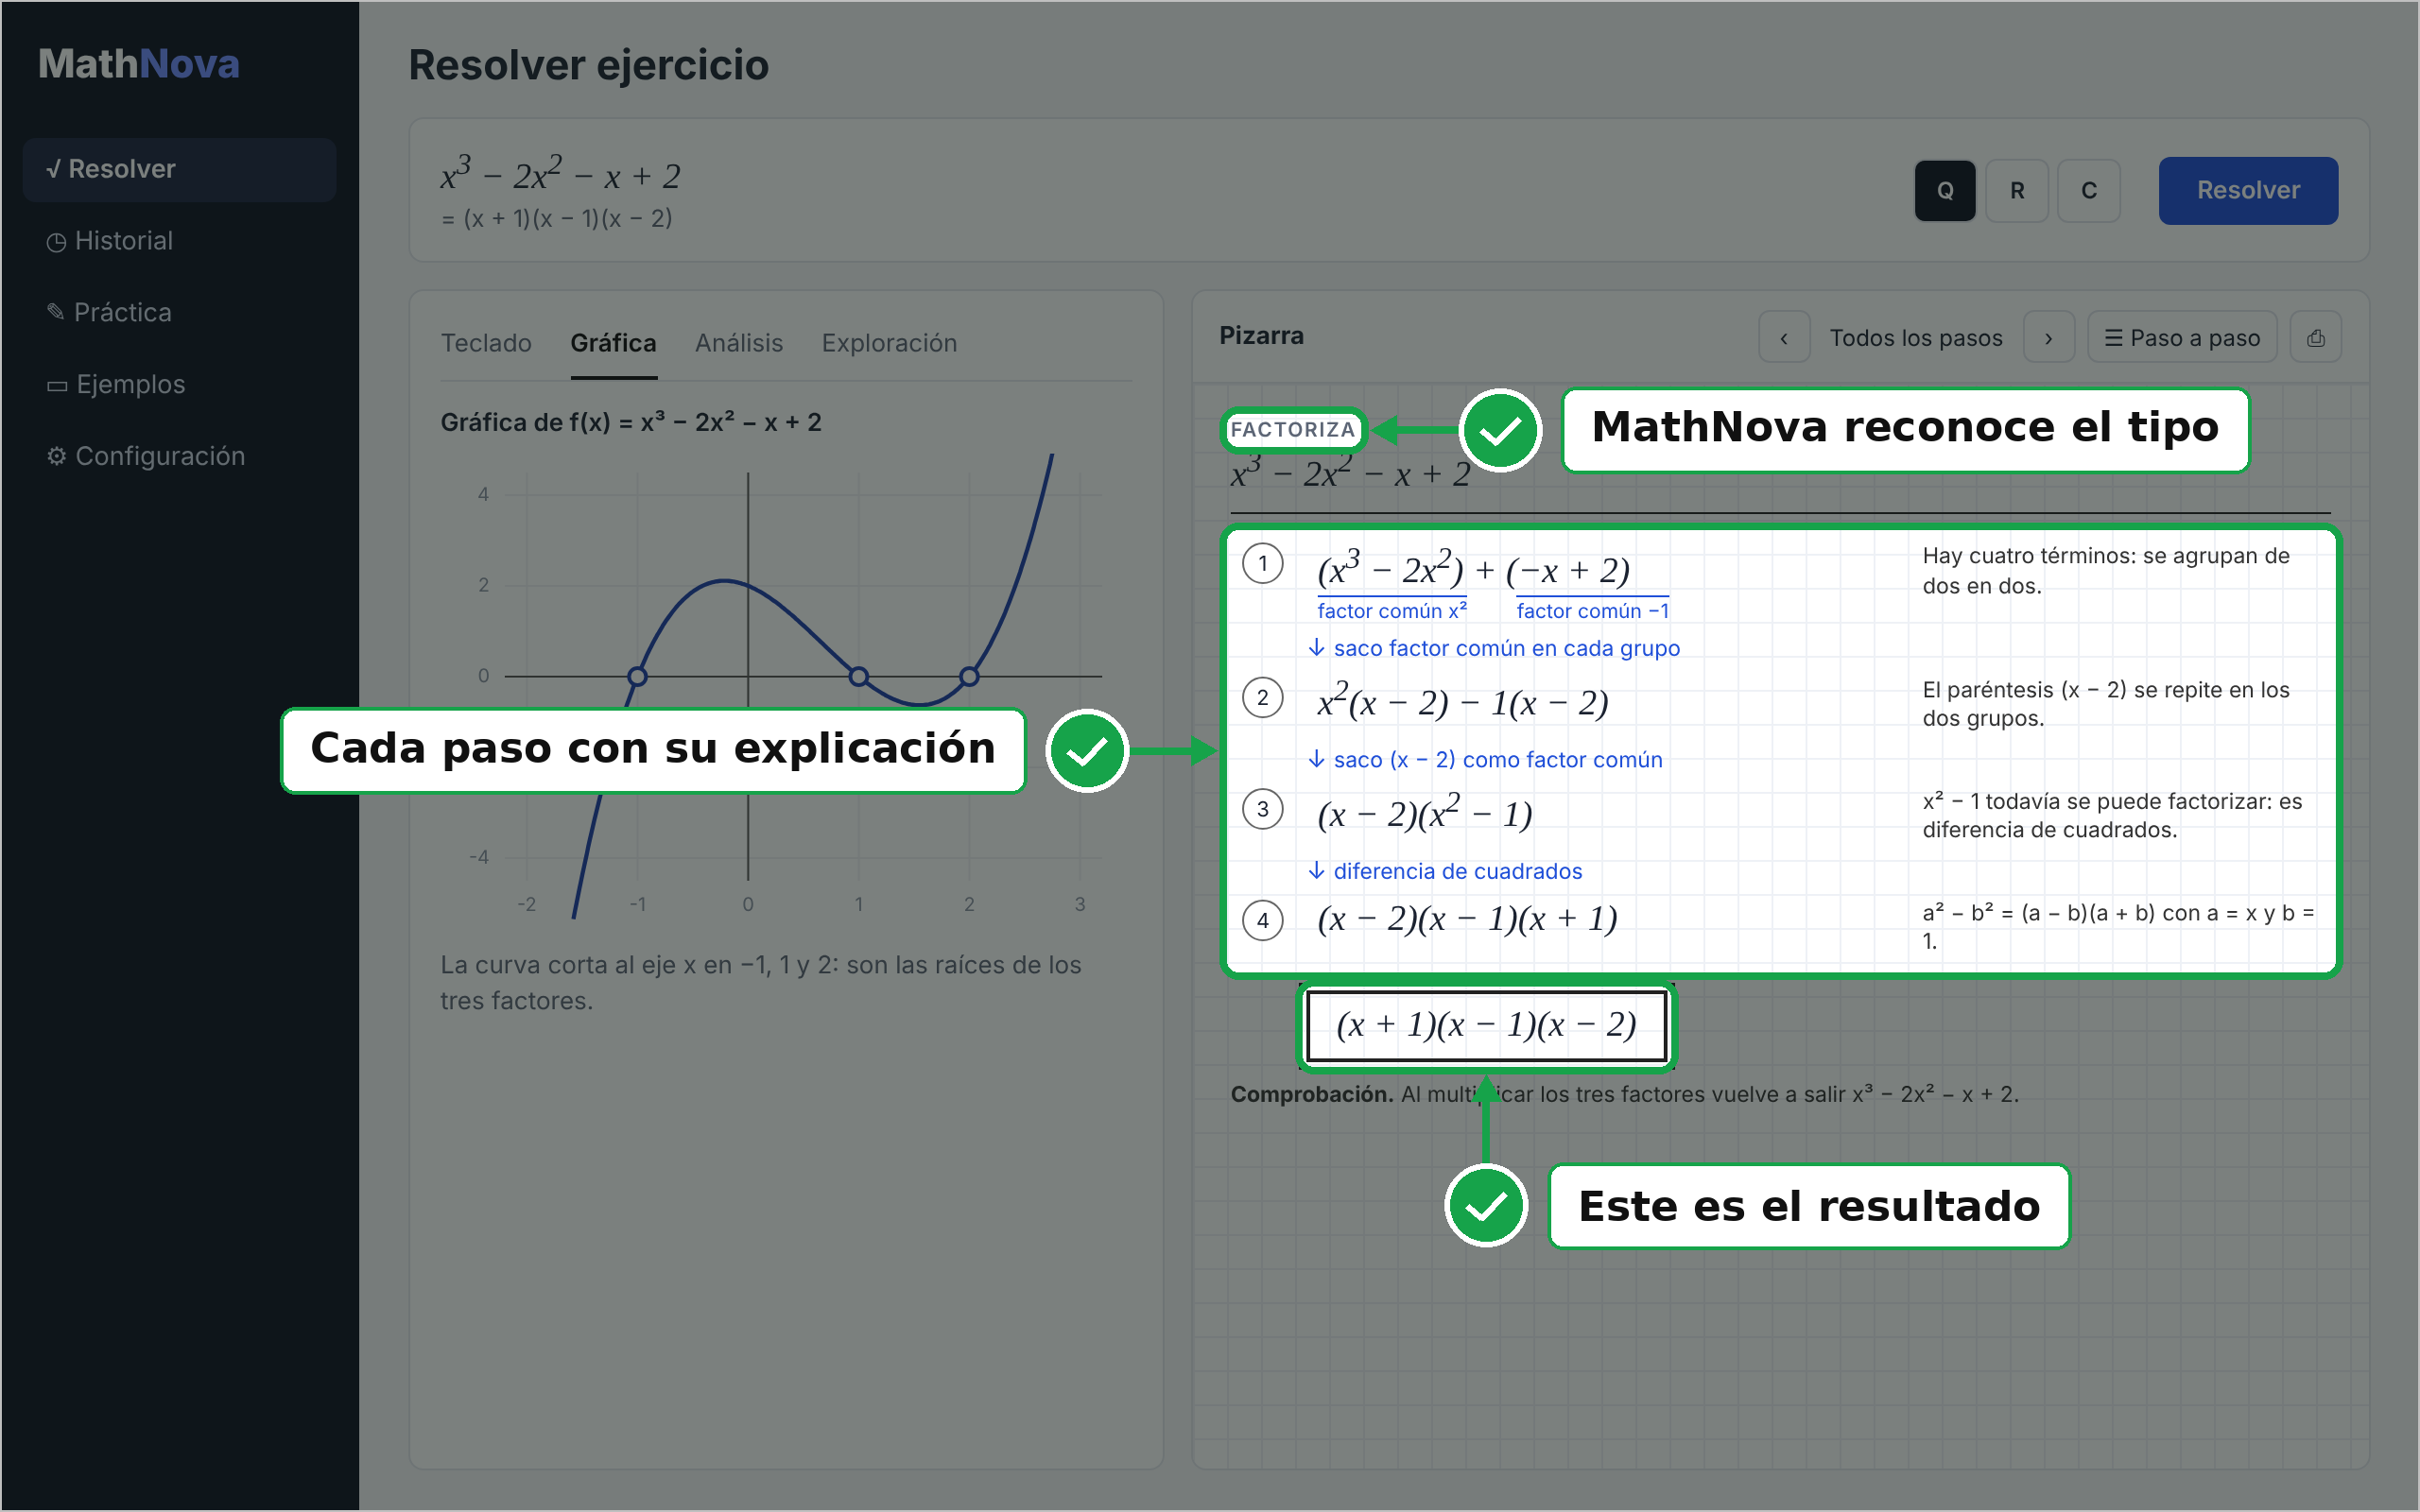 MathNova
√ Resolver
Historial
Práctica
Ejemplos
Configuración
Resolver ejercicio
x³ − 2x² − x + 2
= (x + 1)(x − 1)(x − 2)
Q R C Resolver
Teclado Gráfica Análisis Exploración
Gráfica de f(x) = x³ − 2x² − x + 2
4
2
0
-4
-2 -1 0 1 2 3
La curva corta al eje x en −1, 1 y 2: son las raíces de los
tres factores.
Cada paso con su explicación
Pizarra
‹ Todos los pasos › ☰ Paso a paso
FACTORIZA
MathNova reconoce el tipo
x³ − 2x² − x + 2
1 (x³ − 2x²) + (−x + 2)
factor común x² factor común −1
Hay cuatro términos: se agrupan de
dos en dos.
↓ saco factor común en cada grupo
2 x²(x − 2) − 1(x − 2)
El paréntesis (x − 2) se repite en los
dos grupos.
↓ saco (x − 2) como factor común
3 (x − 2)(x² − 1)
x² − 1 todavía se puede factorizar: es
diferencia de cuadrados.
↓ diferencia de cuadrados
4 (x − 2)(x − 1)(x + 1)
a² − b² = (a − b)(a + b) con a = x y b =
1.
(x + 1)(x − 1)(x − 2)
Comprobación. Al multiplicar los tres factores vuelve a salir x³ − 2x² − x + 2.
Este es el resultado